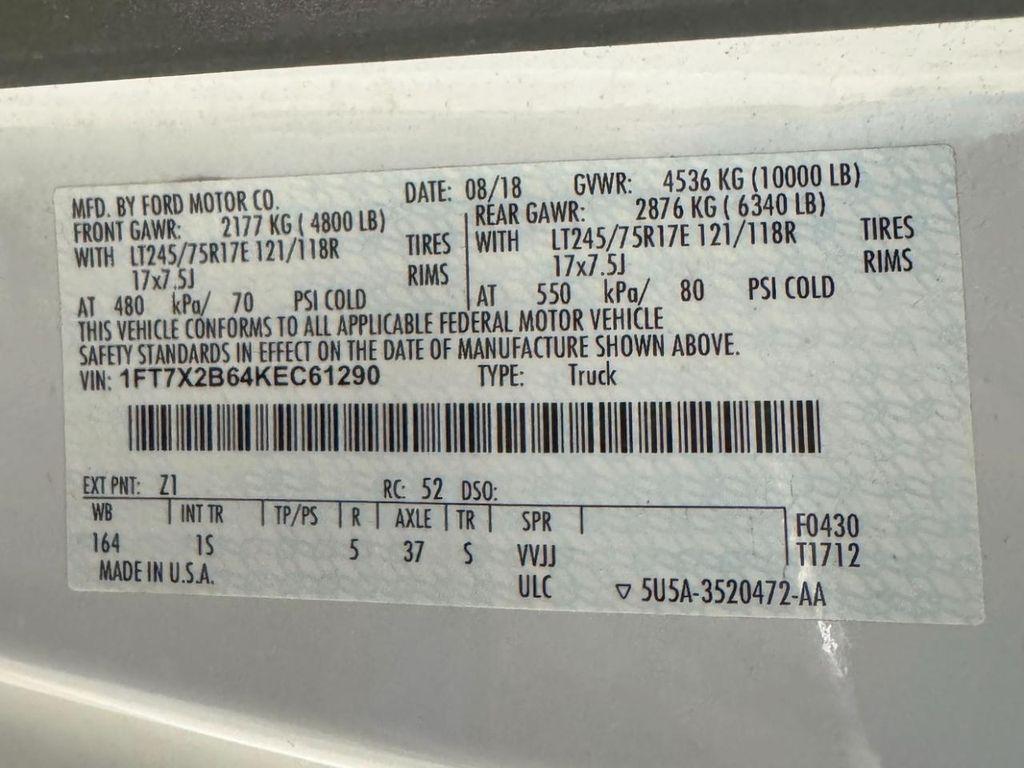 MFD. BY FORD MOTOR CO. DATE: 08/18 GVWR: 4536 KG (10000 LB)
FRONT GAWR: 2177 KG ( 4800 LB) REAR GAWR: 2876 KG ( 6340 LB)
WITH LT245/75R17E 121/118R TIRES WITH LT245/75R17E 121/118R TIRES
17x7.5J RIMS 17x7.5J RIMS
AT 480 kPa/ 70 PSI COLD AT 550 kPa/ 80 PSI COLD
THIS VEHICLE CONFORMS TO ALL APPLICABLE FEDERAL MOTOR VEHICLE
SAFETY STANDARDS IN EFFECT ON THE DATE OF MANUFACTURE SHOWN ABOVE.
VIN: 1FT7X2B64KEC61290 TYPE: Truck
EXT PNT: Z1 RC: 52 DSO:
WB INT TR TP/PS R AXLE TR SPR F0430
164 1S 5 37 S VVJJ T1712
MADE IN U.S.A. ULC ▽ 5U5A-3520472-AA